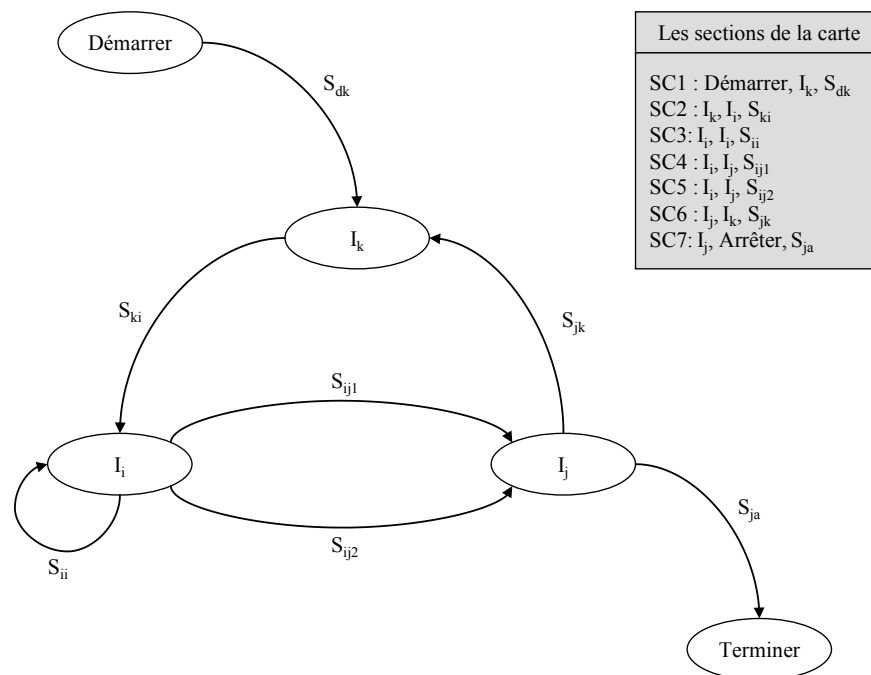 Démarrer
Les sections de la carte
SC1 : Démarrer, Ik, Sdk
SC2 : Ik, Ii, Ski
SC3: Ii, Ii, Sii
SC4 : Ii, Ij, Sij1
SC5 : Ii, Ij, Sij2
SC6 : Ij, Ik, Sjk
SC7: Ij, Arrêter, Sja
Sdk
Ik
Ski
Sjk
Sij1
Ii
Ij
Sja
Sij2
Sii
Terminer